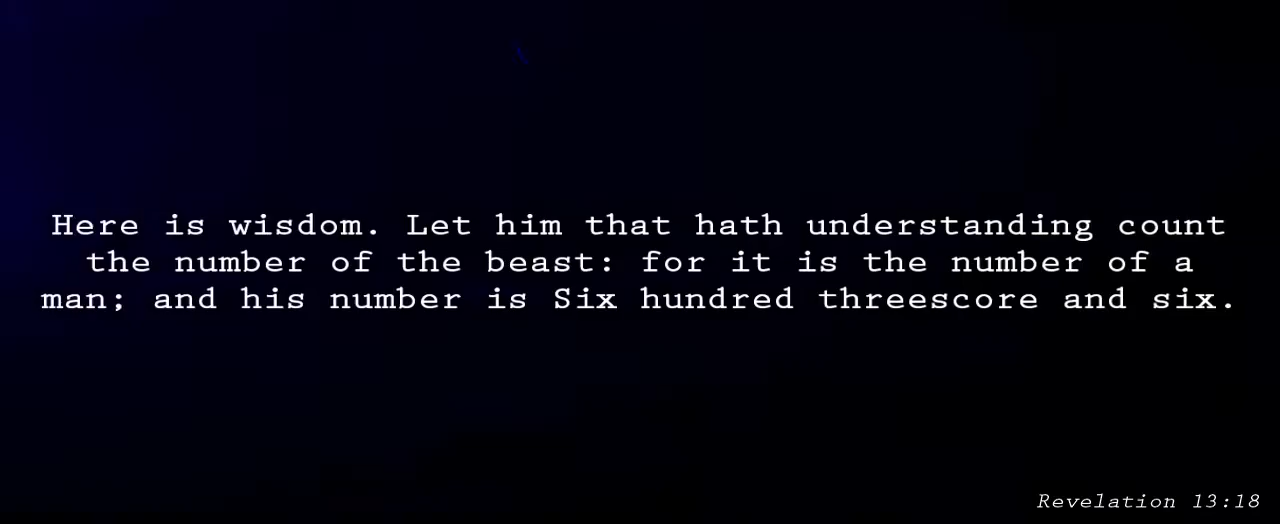 Here is wisdom. Let him that hath understanding count
the number of the beast: for it is the number of a
man; and his number is Six hundred threescore and six.
Revelation 13:18